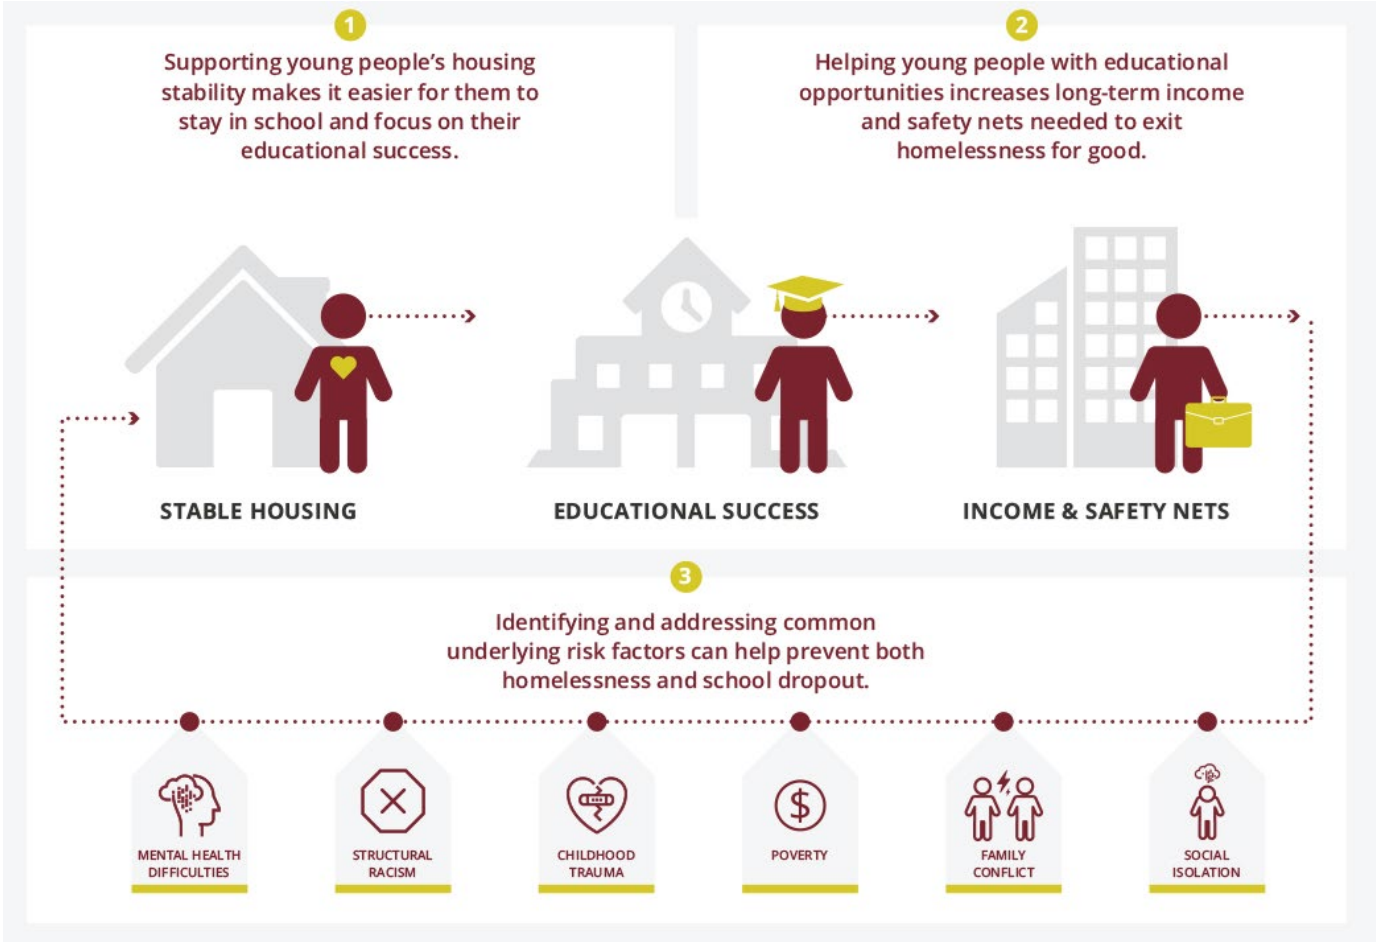 1
Supporting young people's housing
stability makes it easier for them to
stay in school and focus on their
educational success.
2
Helping young people with educational
opportunities increases long-term income
and safety nets needed to exit
homelessness for good.
STABLE HOUSING
EDUCATIONAL SUCCESS
INCOME & SAFETY NETS
3
Identifying and addressing common
underlying risk factors can help prevent both
homelessness and school dropout.
$
MENTAL HEALTH
DIFFICULTIES
STRUCTURAL
RACISM
CHILDHOOD
TRAUMA
POVERTY
FAMILY
CONFLICT
SOCIAL
ISOLATION